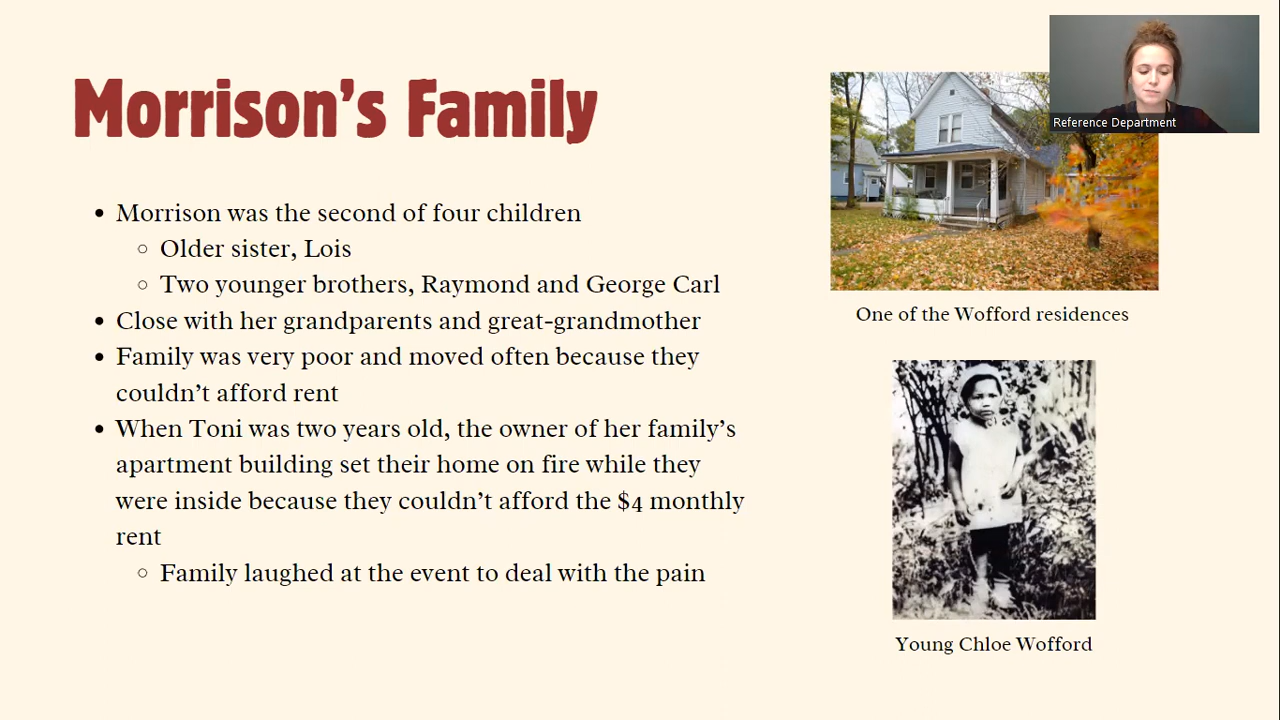 Morrison's Family
Reference Department
• Morrison was the second of four children
○ Older sister, Lois
○ Two younger brothers, Raymond and George Carl
• Close with her grandparents and great-grandmother
• Family was very poor and moved often because they
couldn't afford rent
• When Toni was two years old, the owner of her family's
apartment building set their home on fire while they
were inside because they couldn't afford the $4 monthly
rent
○ Family laughed at the event to deal with the pain
One of the Wofford residences
Young Chloe Wofford